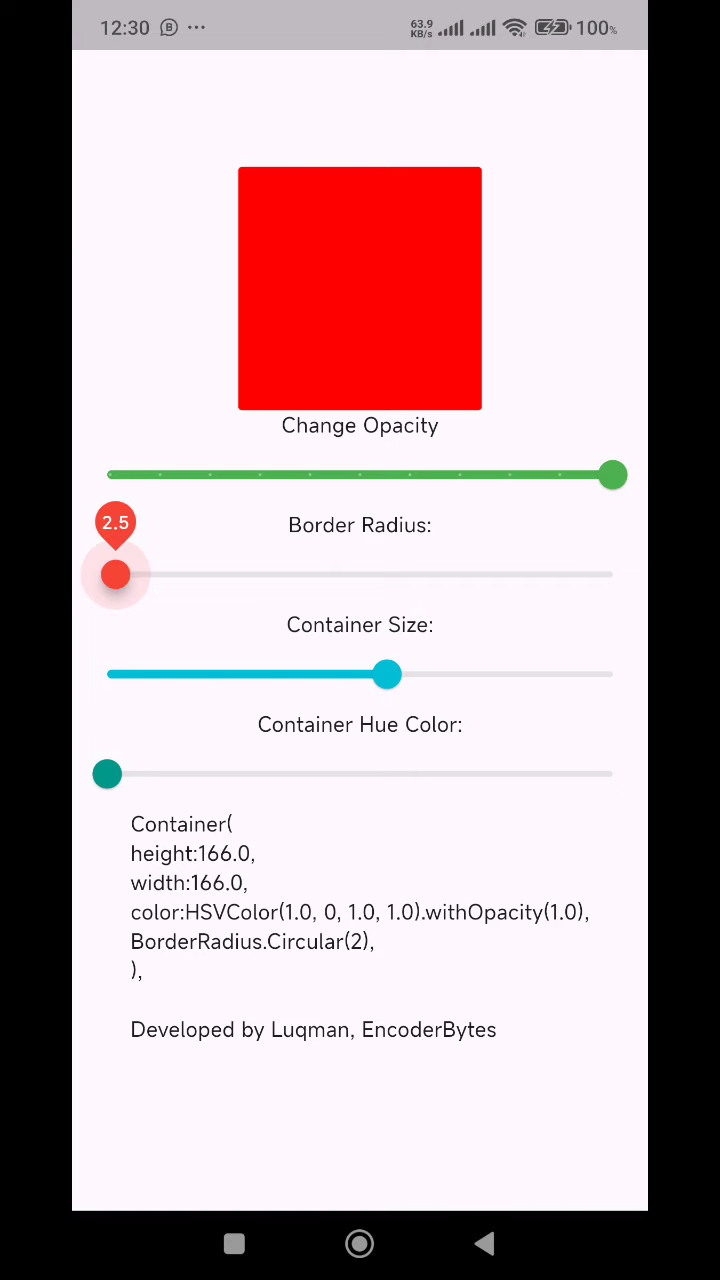 12:30 63.9 KB/s 100%
Change Opacity
2.5
Border Radius:
Container Size:
Container Hue Color:
Container(
height:166.0,
width:166.0,
color:HSVColor(1.0, 0, 1.0, 1.0).withOpacity(1.0),
BorderRadius.Circular(2),
),
Developed by Luqman, EncoderBytes